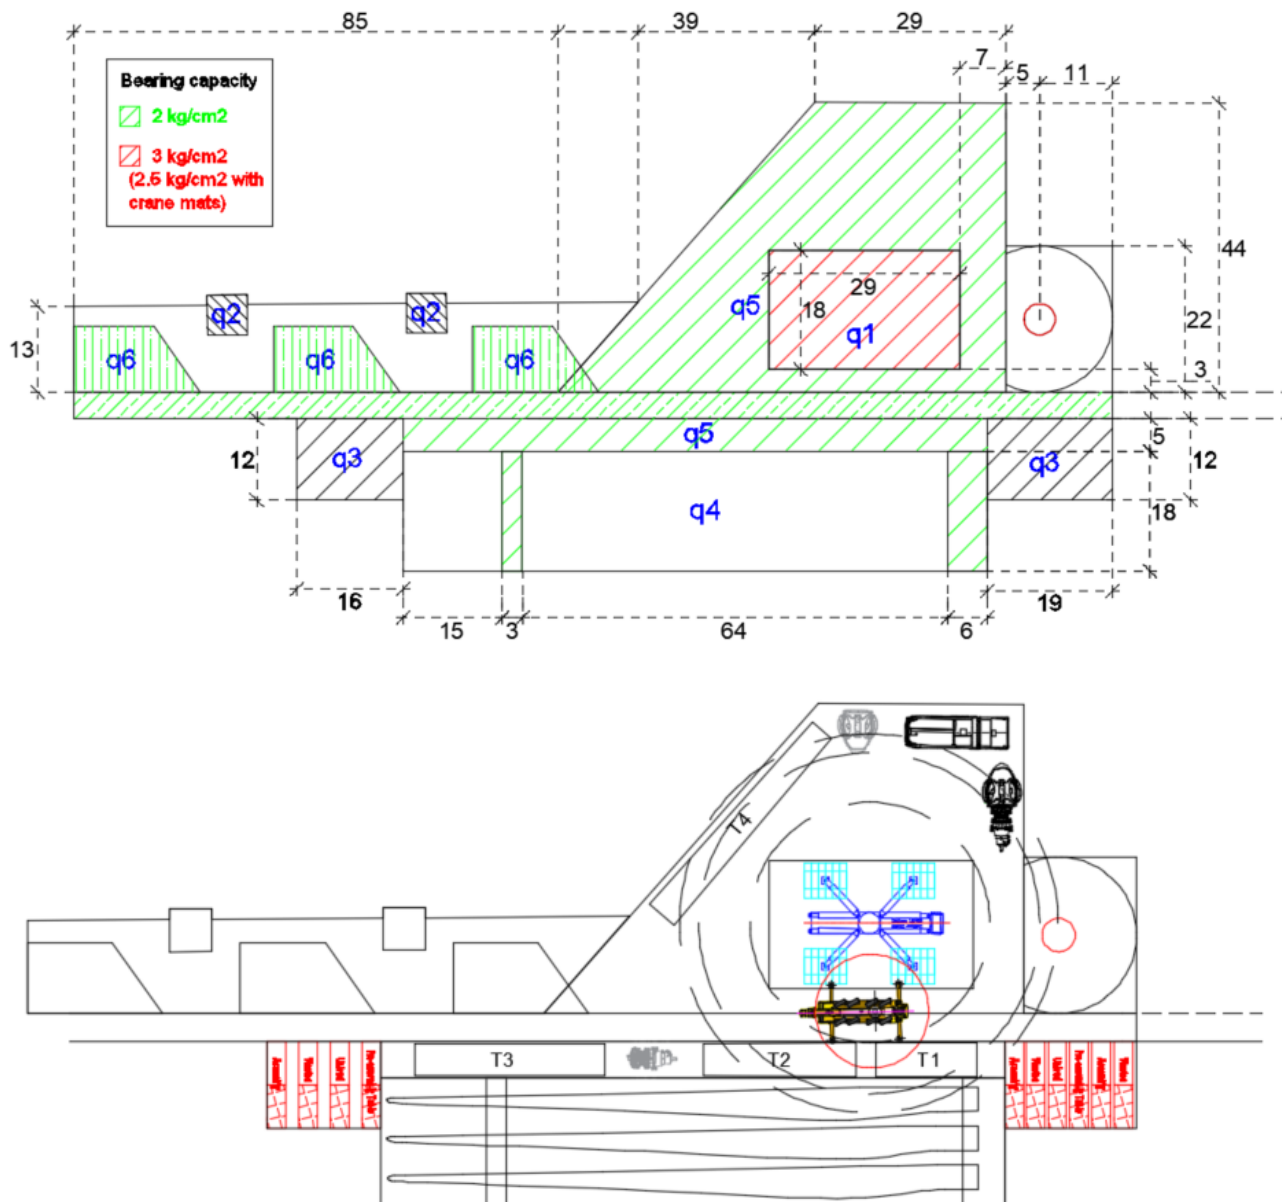 85
39
29
7
5
11
Bearing capacity
2 kg/cm2
3 kg/cm2
(2.5 kg/cm2 with
crane mats)
44
q5
29
18
q1
22
q2
q2
13
q6
q6
q6
3
q5
5
12
q3
q3
12
q4
18
16
19
15
3
64
6
T4
T3
T2
T1